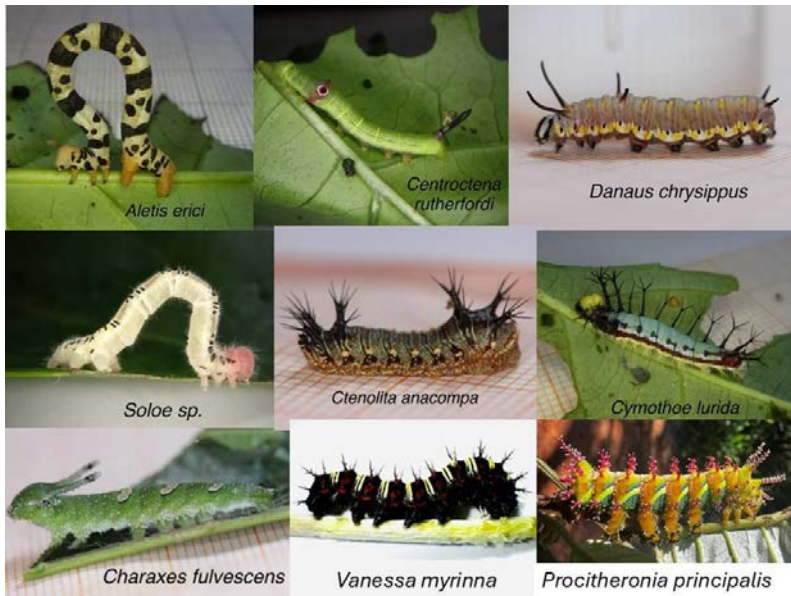 Aletis erici
Centroctena
rutherfordi
Danaus chrysippus
Soloe sp.
Ctenolita anacompa
Cymothoe lurida
Charaxes fulvescens
Vanessa myrinna
Procitheronia principalis